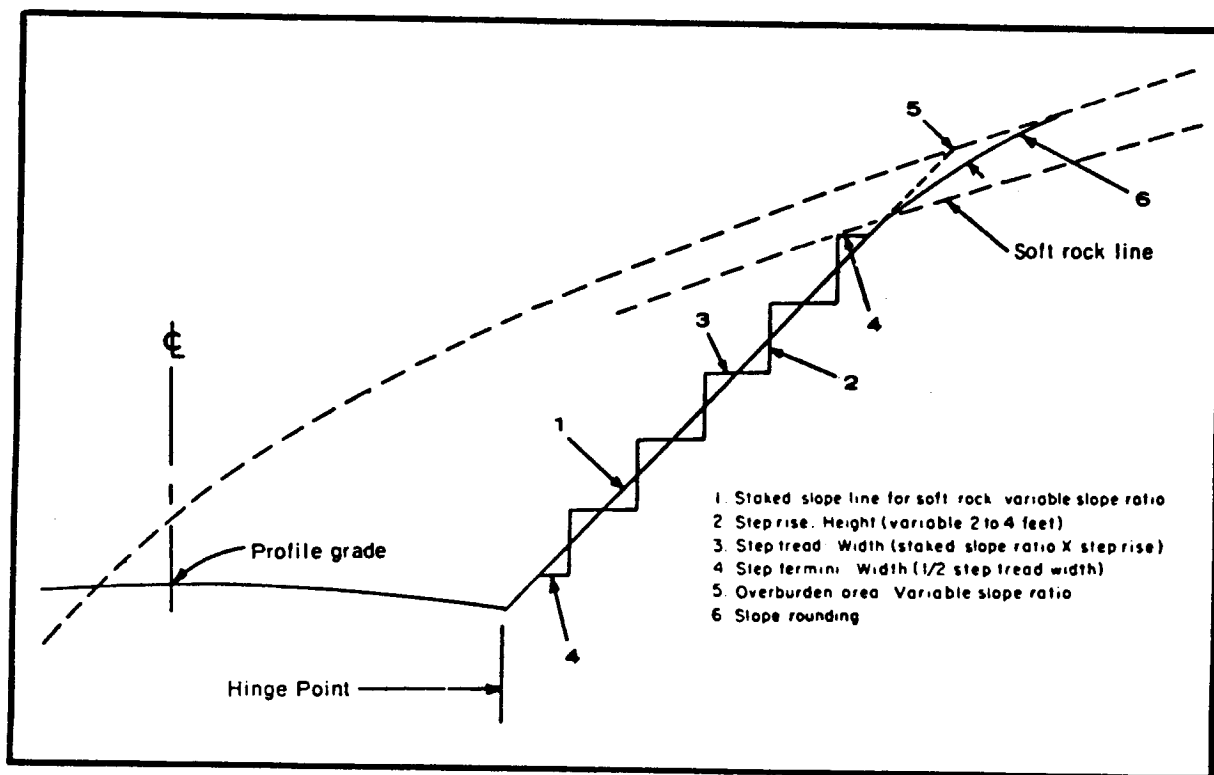 5
6
Soft rock line
℄
3
4
2
1
1. Staked slope line for soft rock variable slope ratio
2 Step rise. Height (variable 2 to 4 feet)
3. Step tread Width (staked slope ratio X step rise)
4 Step termini Width (1/2 step tread width)
5. Overburden area Variable slope ratio
6 Slope rounding
Profile grade
4
Hinge Point